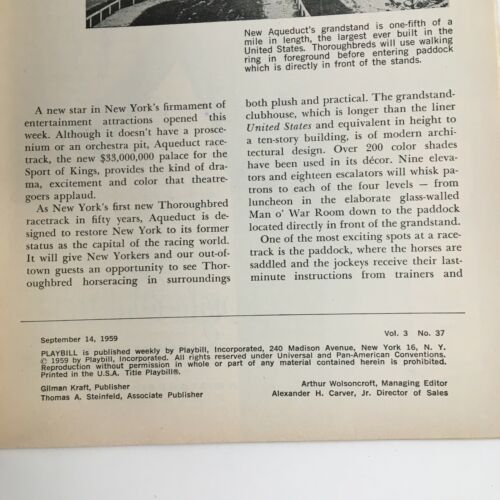 New Aqueduct's grandstand is one-fifth of a
mile in length, the largest ever built in the
United States. Thoroughbreds will use walking
ring in foreground before entering paddock
which is directly in front of the stands.
A new star in New York's firmament of
entertainment attractions opened this
week. Although it doesn't have a prosce-
nium or an orchestra pit, Aqueduct race-
track, the new $33,000,000 palace for the
Sport of Kings, provides the kind of dra-
ma, excitement and color that theatre-
goers applaud.
As New York's first new Thoroughbred
racetrack in fifty years, Aqueduct is de-
signed to restore New York to its former
status as the capital of the racing world.
It will give New Yorkers and our out-of-
town guests an opportunity to see Thor-
oughbred horseracing in surroundings
both plush and practical. The grandstand-
clubhouse, which is longer than the liner
United States and equivalent in height to
a ten-story building, is of modern archi-
tectural design. Over 200 color shades
have been used in its décor. Nine eleva-
tors and eighteen escalators will whisk pa-
trons to each of the four levels — from
luncheon in the elaborate glass-walled
Man o' War Room down to the paddock
located directly in front of the grandstand.
One of the most exciting spots at a race-
track is the paddock, where the horses are
saddled and the jockeys receive their last-
minute instructions from trainers and
September 14, 1959
Vol. 3 No. 37
PLAYBILL is published weekly by Playbill, Incorporated, 240 Madison Avenue, New York 16, N. Y.
© 1959 by Playbill, Incorporated. All rights reserved under Universal and Pan-American Conventions.
Reproduction without permission in whole or part of any material contained herein is prohibited.
Printed in the U.S.A. Title Playbill®.
Gilman Kraft, Publisher
Thomas A. Steinfeld, Associate Publisher
Arthur Wolsoncroft, Managing Editor
Alexander H. Carver, Jr. Director of Sales